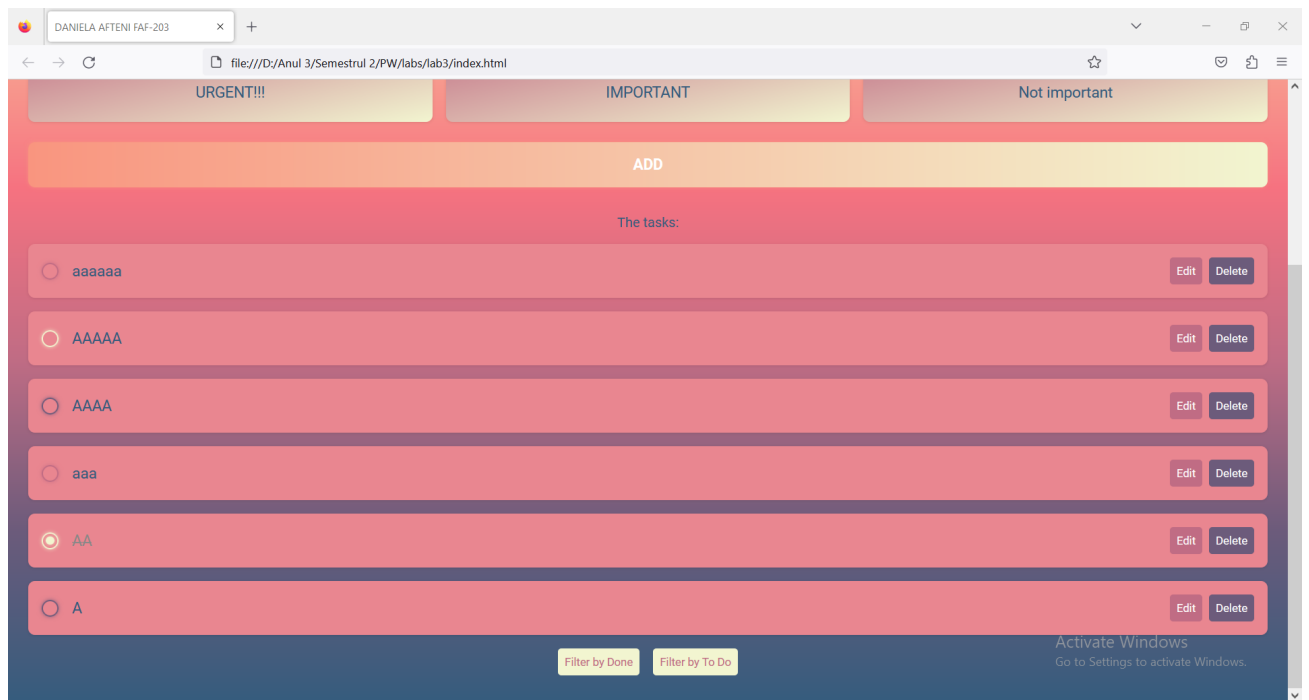 DANIELA AFTENI FAF-203
file:///D:/Anul 3/Semestrul 2/PW/labs/lab3/index.html
URGENT!!! IMPORTANT Not important
ADD
The tasks:
aaaaaa Edit Delete
AAAAA Edit Delete
AAAA Edit Delete
aaa Edit Delete
AA Edit Delete
A Edit Delete
Activate Windows
Filter by Done Filter by To Do Go to Settings to activate Windows.